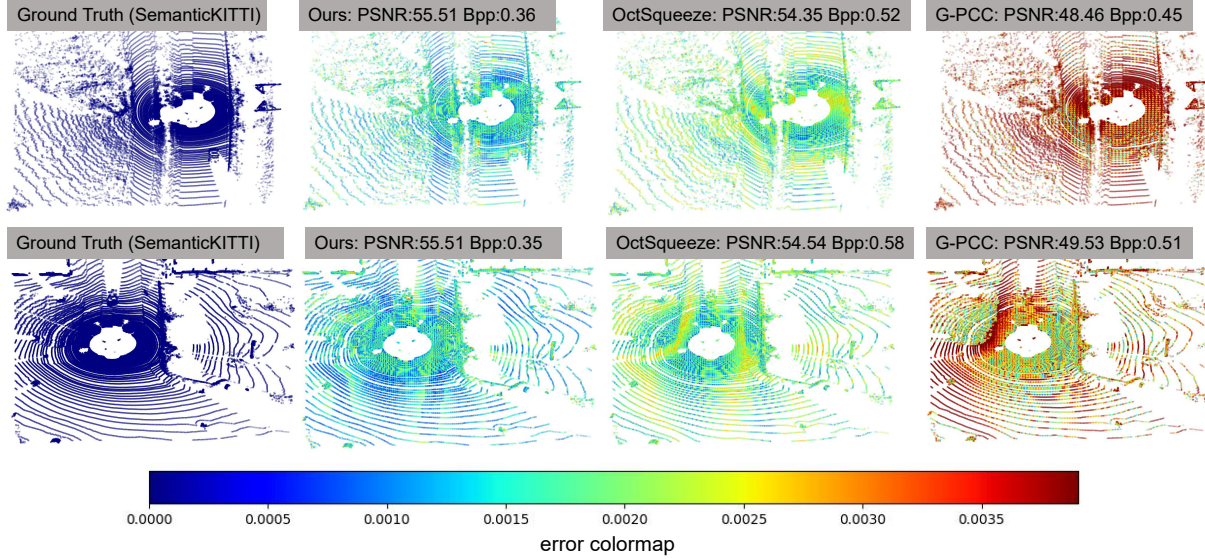 Ground Truth (SemanticKITTI)
Ours: PSNR:55.51 Bpp:0.36
OctSqueeze: PSNR:54.35 Bpp:0.52
G-PCC: PSNR:48.46 Bpp:0.45
Ground Truth (SemanticKITTI)
Ours: PSNR:55.51 Bpp:0.35
OctSqueeze: PSNR:54.54 Bpp:0.58
G-PCC: PSNR:49.53 Bpp:0.51
0.0000 0.0005 0.0010 0.0015 0.0020 0.0025 0.0030 0.0035
error colormap